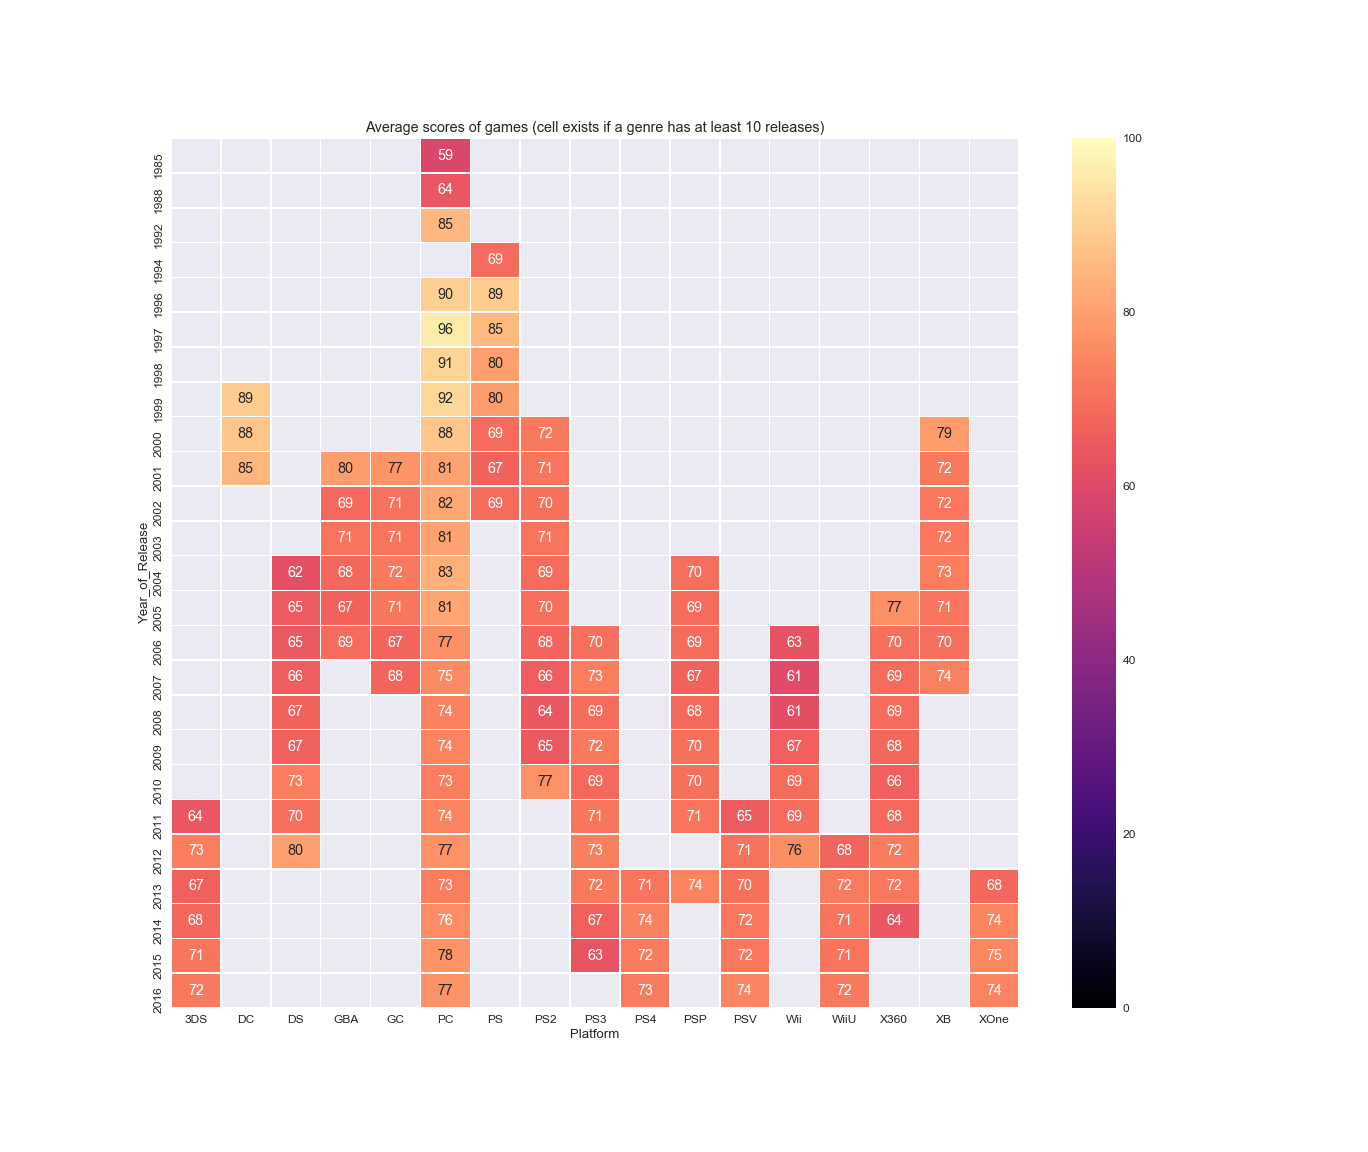 Average scores of games (cell exists if a genre has at least 10 releases)
1985 59
1988 64
1992 85
1994 69
1996 90 89
1997 96 85
1998 91 80
1999 89 92 80
2000 88 88 69 72 79
2001 85 80 77 81 67 71 72
2002 69 71 82 69 70 72
2003 71 71 81 71 72
2004 62 68 72 83 69 70 73
2005 65 67 71 81 70 69 77 71
2006 65 69 67 77 68 70 69 63 70 70
2007 66 68 75 66 73 67 61 69 74
2008 67 74 64 69 68 61 69
2009 67 74 65 72 70 67 68
2010 73 73 77 69 70 69 66
2011 64 70 74 71 71 65 69 68
2012 73 80 77 73 71 76 68 72
2013 67 73 72 71 74 70 72 72 68
2014 68 76 67 74 72 71 64 74
2015 71 78 63 72 72 71 75
2016 72 77 73 74 72 74
3DS DC DS GBA GC PC PS PS2 PS3 PS4 PSP PSV Wii WiiU X360 XB XOne
Platform
Year_of_Release
100
80
60
40
20
0